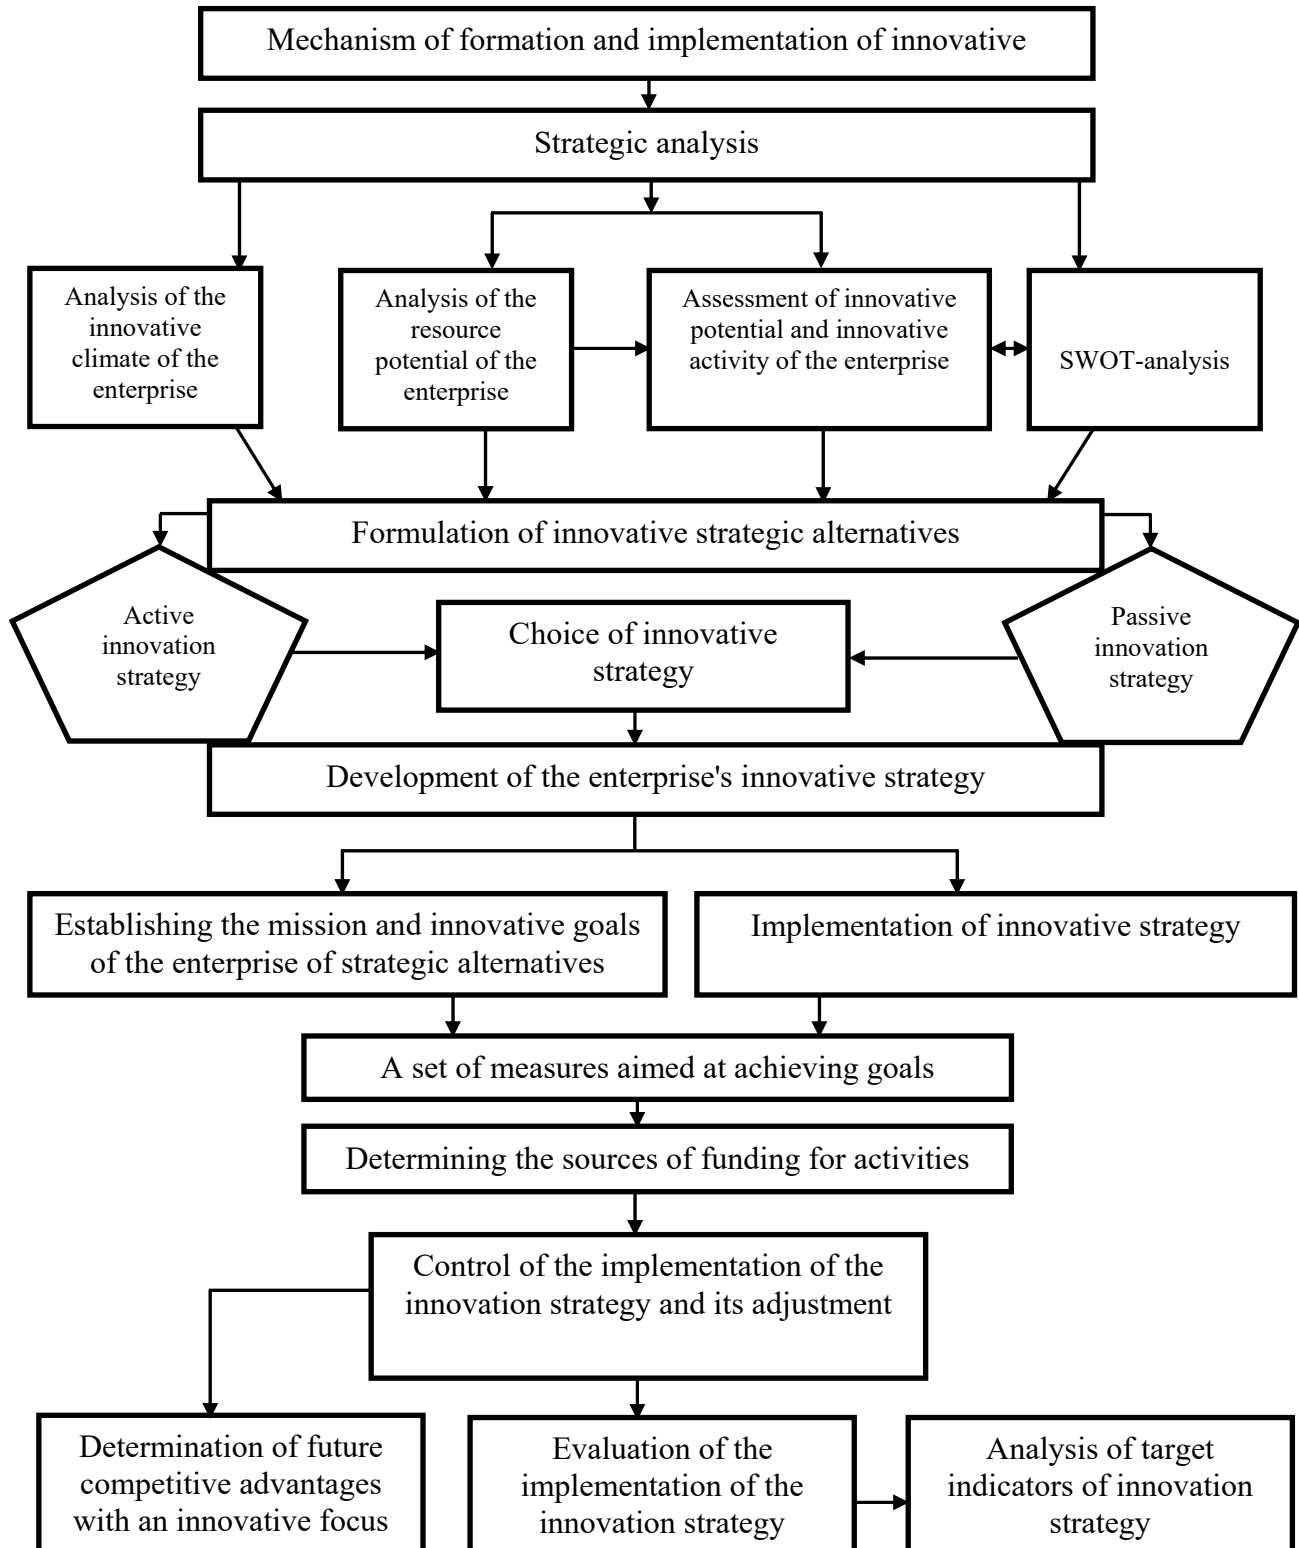 Mechanism of formation and implementation of innovative
Strategic analysis
Analysis of the
innovative
climate of the
enterprise
Analysis of the
resource
potential of the
enterprise
Assessment of innovative
potential and innovative
activity of the enterprise
SWOT-analysis
Formulation of innovative strategic alternatives
Active
innovation
strategy
Choice of innovative
strategy
Passive
innovation
strategy
Development of the enterprise's innovative strategy
Establishing the mission and innovative goals
of the enterprise of strategic alternatives
Implementation of innovative strategy
A set of measures aimed at achieving goals
Determining the sources of funding for activities
Control of the implementation of the
innovation strategy and its adjustment
Determination of future
competitive advantages
with an innovative focus
Evaluation of the
implementation of the
innovation strategy
Analysis of target
indicators of innovation
strategy